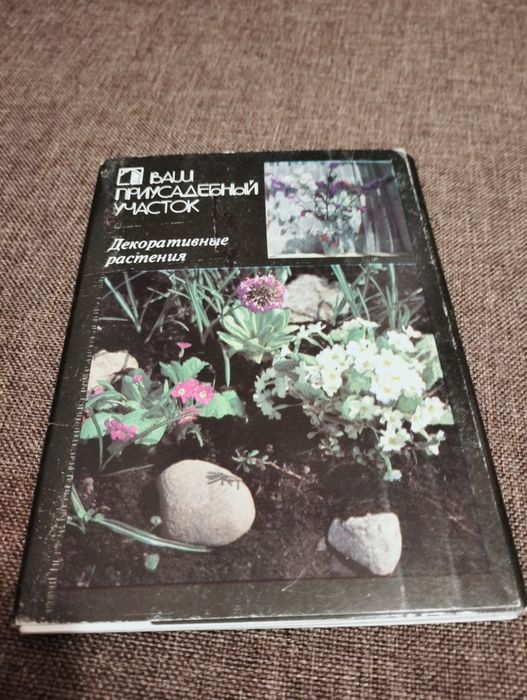 ВАШ
ПРИУСАДЕБНЫЙ
УЧАСТОК
Декоративные
растения